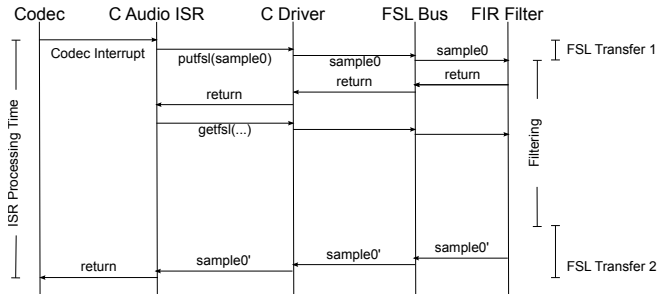 Codec
C Audio ISR
C Driver
FSL Bus
FIR Filter
Codec Interrupt
putfsl(sample0)
sample0
sample0
FSL Transfer 1
return
return
return
getfsl(...)
ISR Processing Time
Filtering
sample0'
sample0'
sample0'
return
FSL Transfer 2